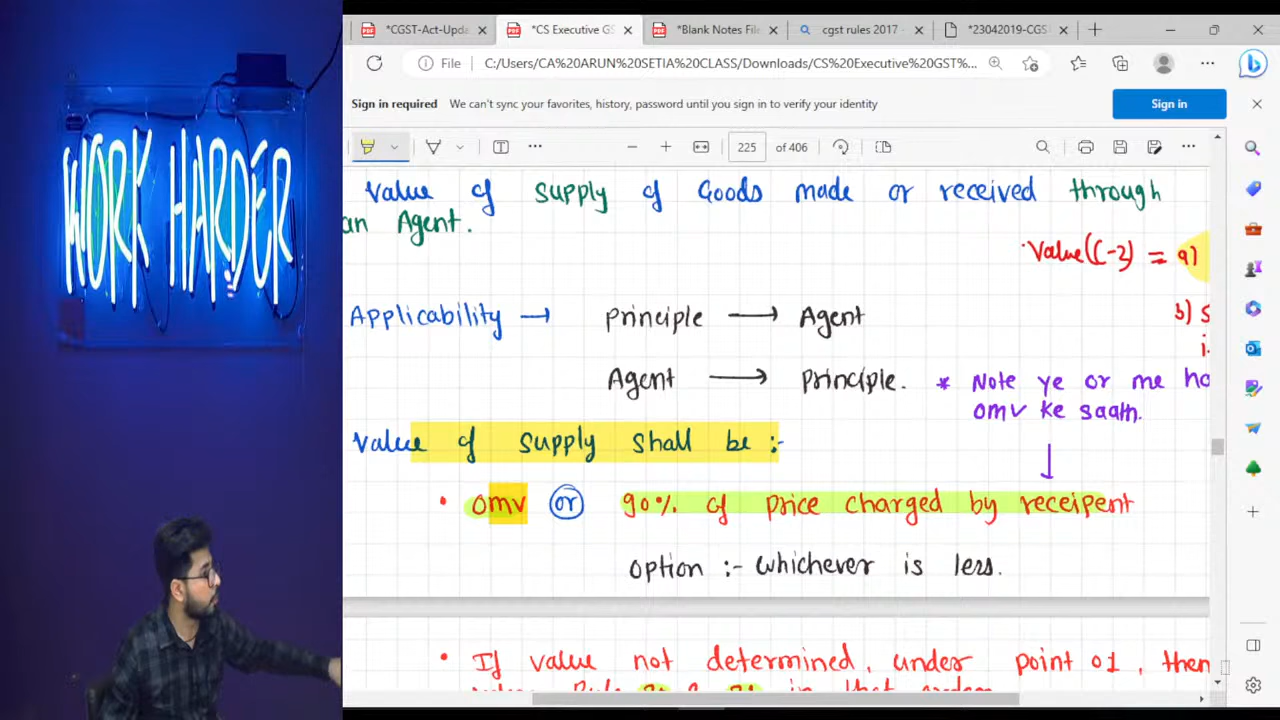 WORK HARDER
*CGST-Act-Upda
*CS Executive GS
*Blank Notes File
cgst rules 2017
*23042019-CGS
File C:/Users/CA%20ARUN%20SETIA%20CLASS/Downloads/CS%20Executive%20GST%...
Sign in required We can't sync your favorites, history, password until you sign in to verify your identity Sign in
225 of 406
Value of Supply of Goods made or received through
an Agent.
Value( = a)
Applicability → principle → Agent
b) S
i.
Agent → principle. * Note ye or me ho
omv ke saath.
Value of supply shall be :-
• omv or 90% of price charged by receipent
option :- whichever is less.
• If value not determined, under point 01, then